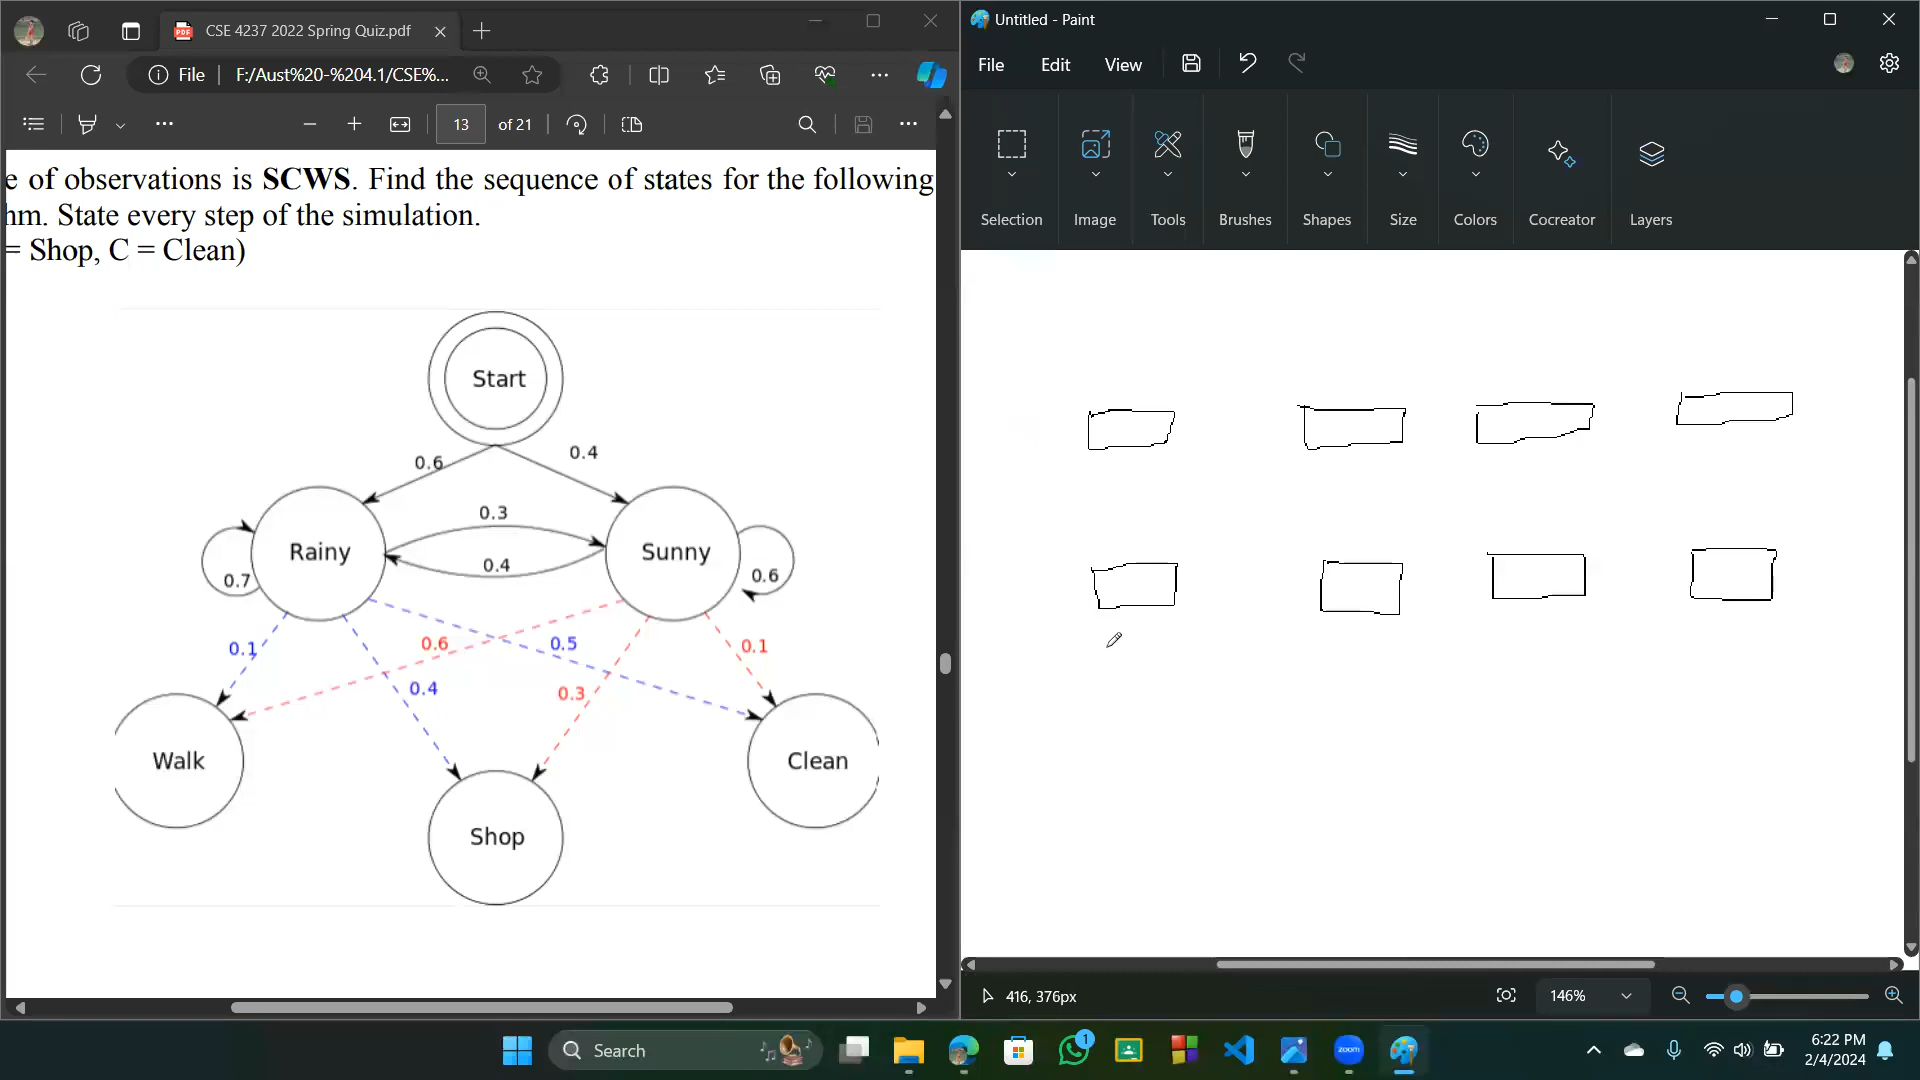 CSE 4237 2022 Spring Quiz.pdf
Untitled - Paint
File F:/Aust%20-%204.1/CSE%...
File Edit View
13 of 21
Selection Image Tools Brushes Shapes Size Colors Cocreator Layers
e of observations is SCWS. Find the sequence of states for the following
hm. State every step of the simulation.
= Shop, C = Clean)
Start
0.6 0.4
0.3
Rainy Sunny
0.4
0.7 0.6
0.1 0.6 0.5 0.1
0.4 0.3
Walk Clean
Shop
416, 376px 146%
Search
1
zoom
6:22 PM
2/4/2024